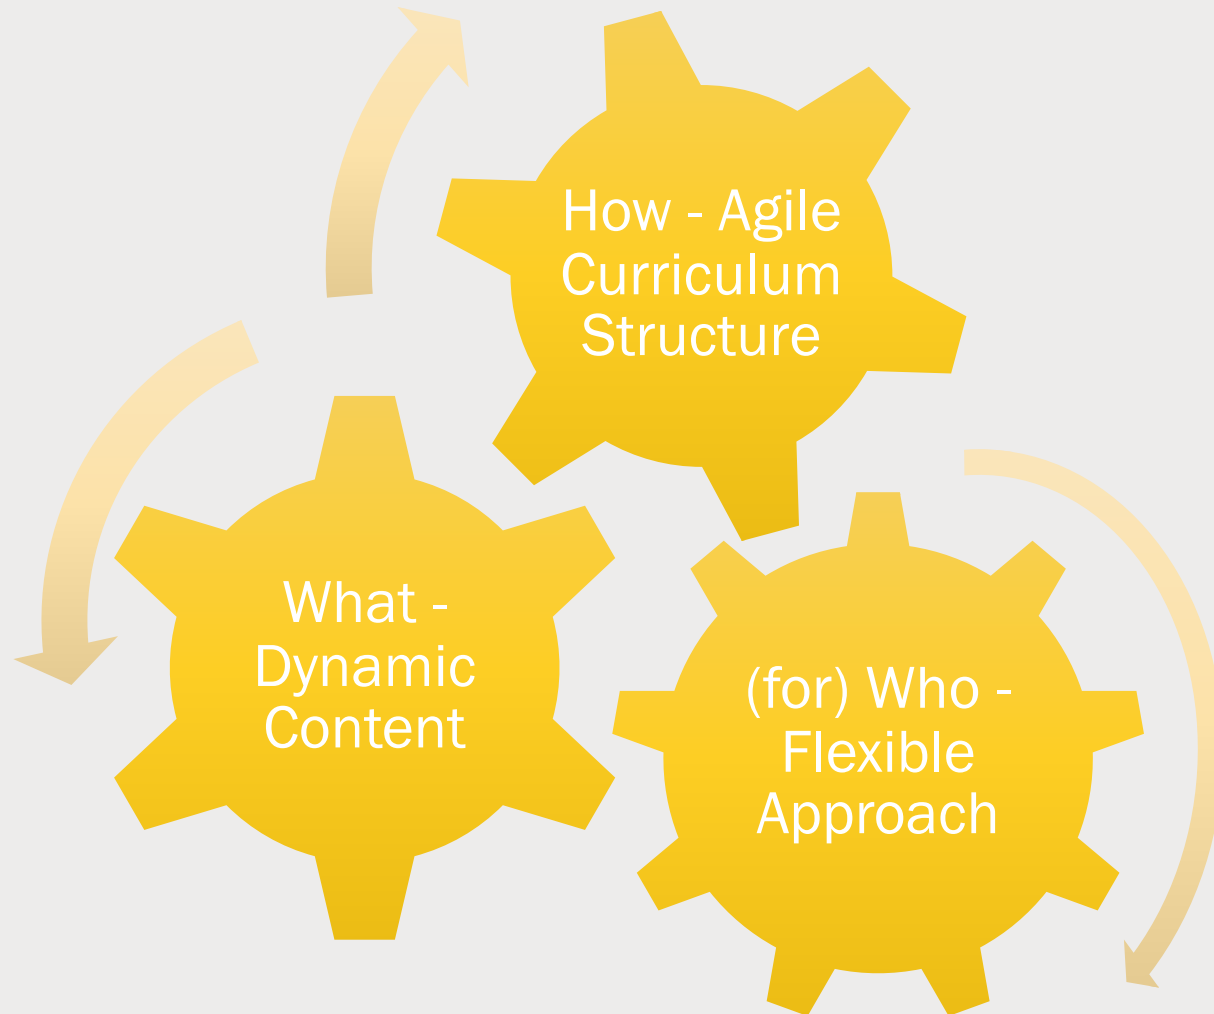 How - Agile
Curriculum
Structure
What -
Dynamic
Content
(for) Who -
Flexible
Approach